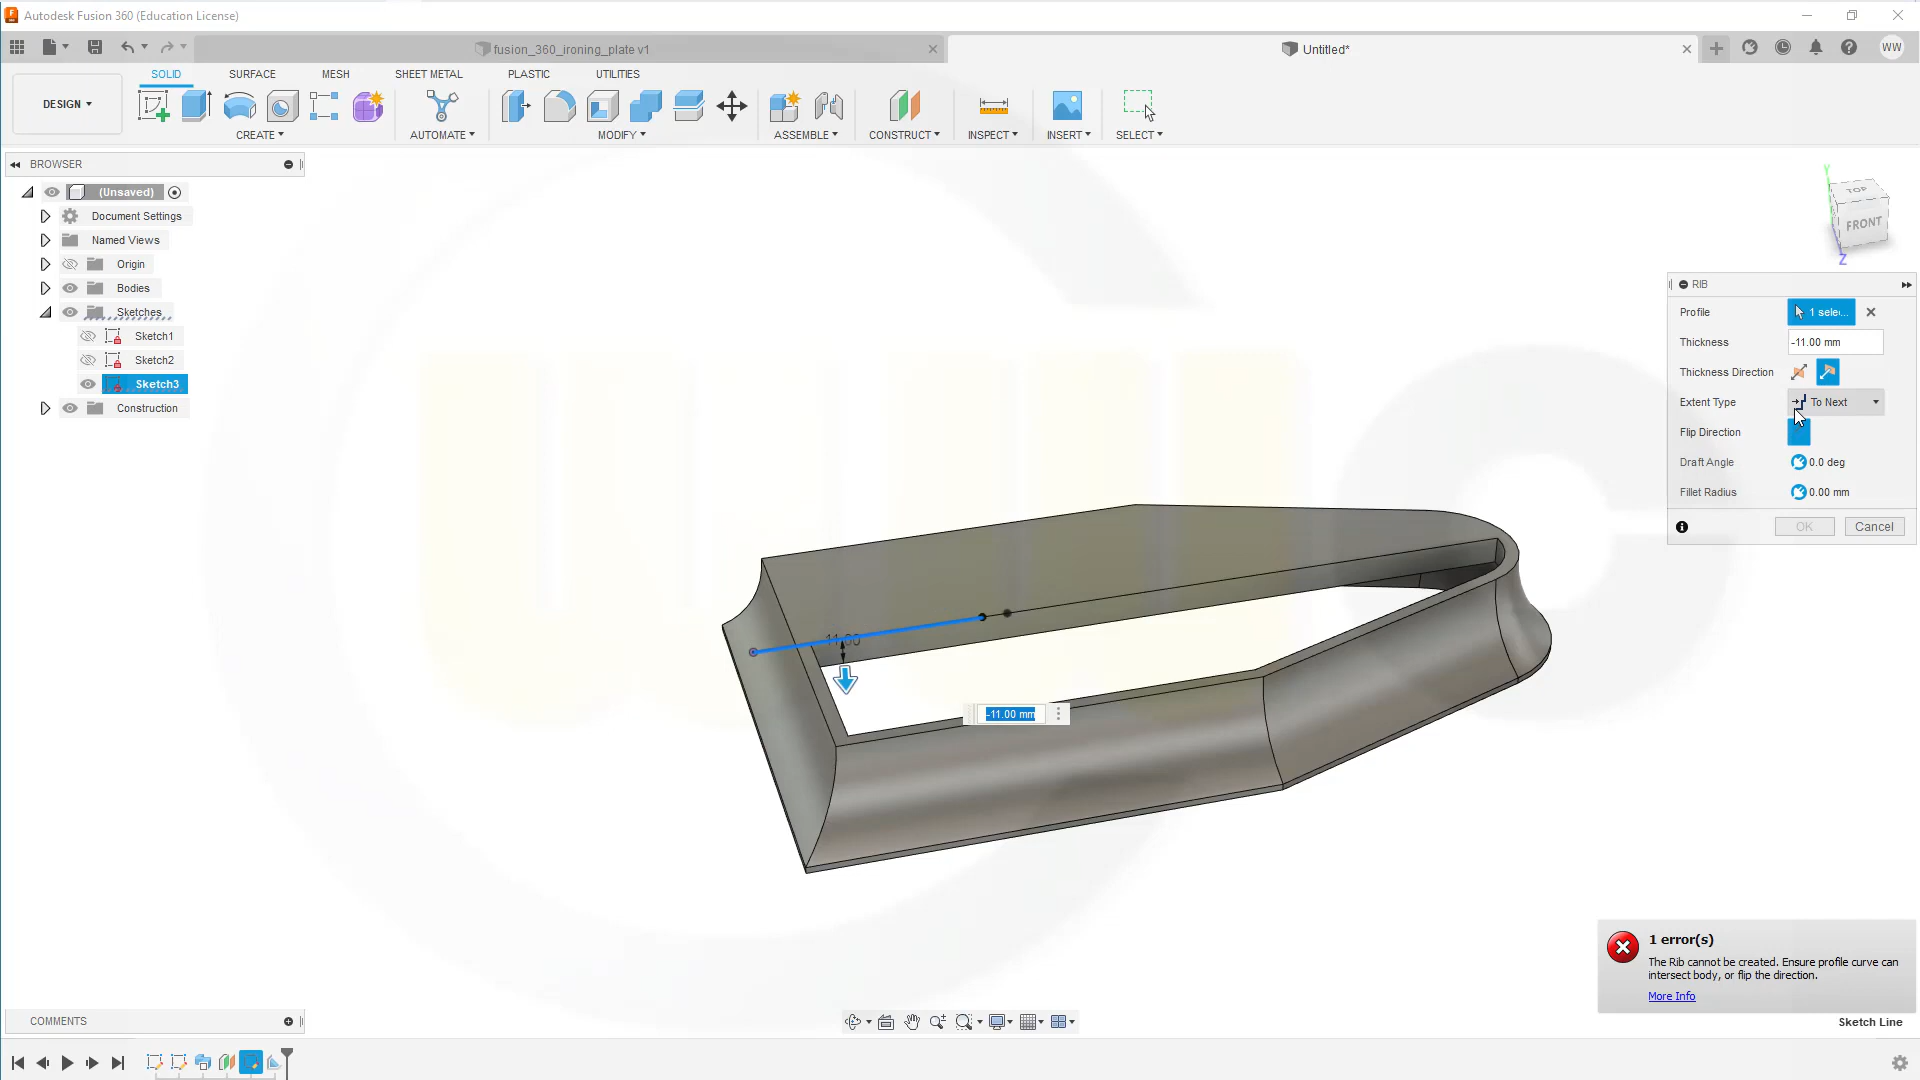 Autodesk Fusion 360 (Education License)
fusion_360_ironing_plate v1
Untitled*
WW
SOLID SURFACE MESH SHEET METAL PLASTIC UTILITIES
DESIGN
CREATE AUTOMATE MODIFY ASSEMBLE CONSTRUCT INSPECT INSERT SELECT
BROWSER
(Unsaved)
Document Settings
Named Views
Origin
Bodies
Sketches
Sketch1
Sketch2
Sketch3
Construction
Y
TOP
FRONT
Z
RIB
Profile 1 selec...
Thickness -11.00 mm
Thickness Direction
Extent Type To Next
Flip Direction
Draft Angle 0.0 deg
Fillet Radius 0.00 mm
OK Cancel
11.00
-11.00 mm
1 error(s)
The Rib cannot be created. Ensure profile curve can
intersect body, or flip the direction.
More Info
COMMENTS
Sketch Line